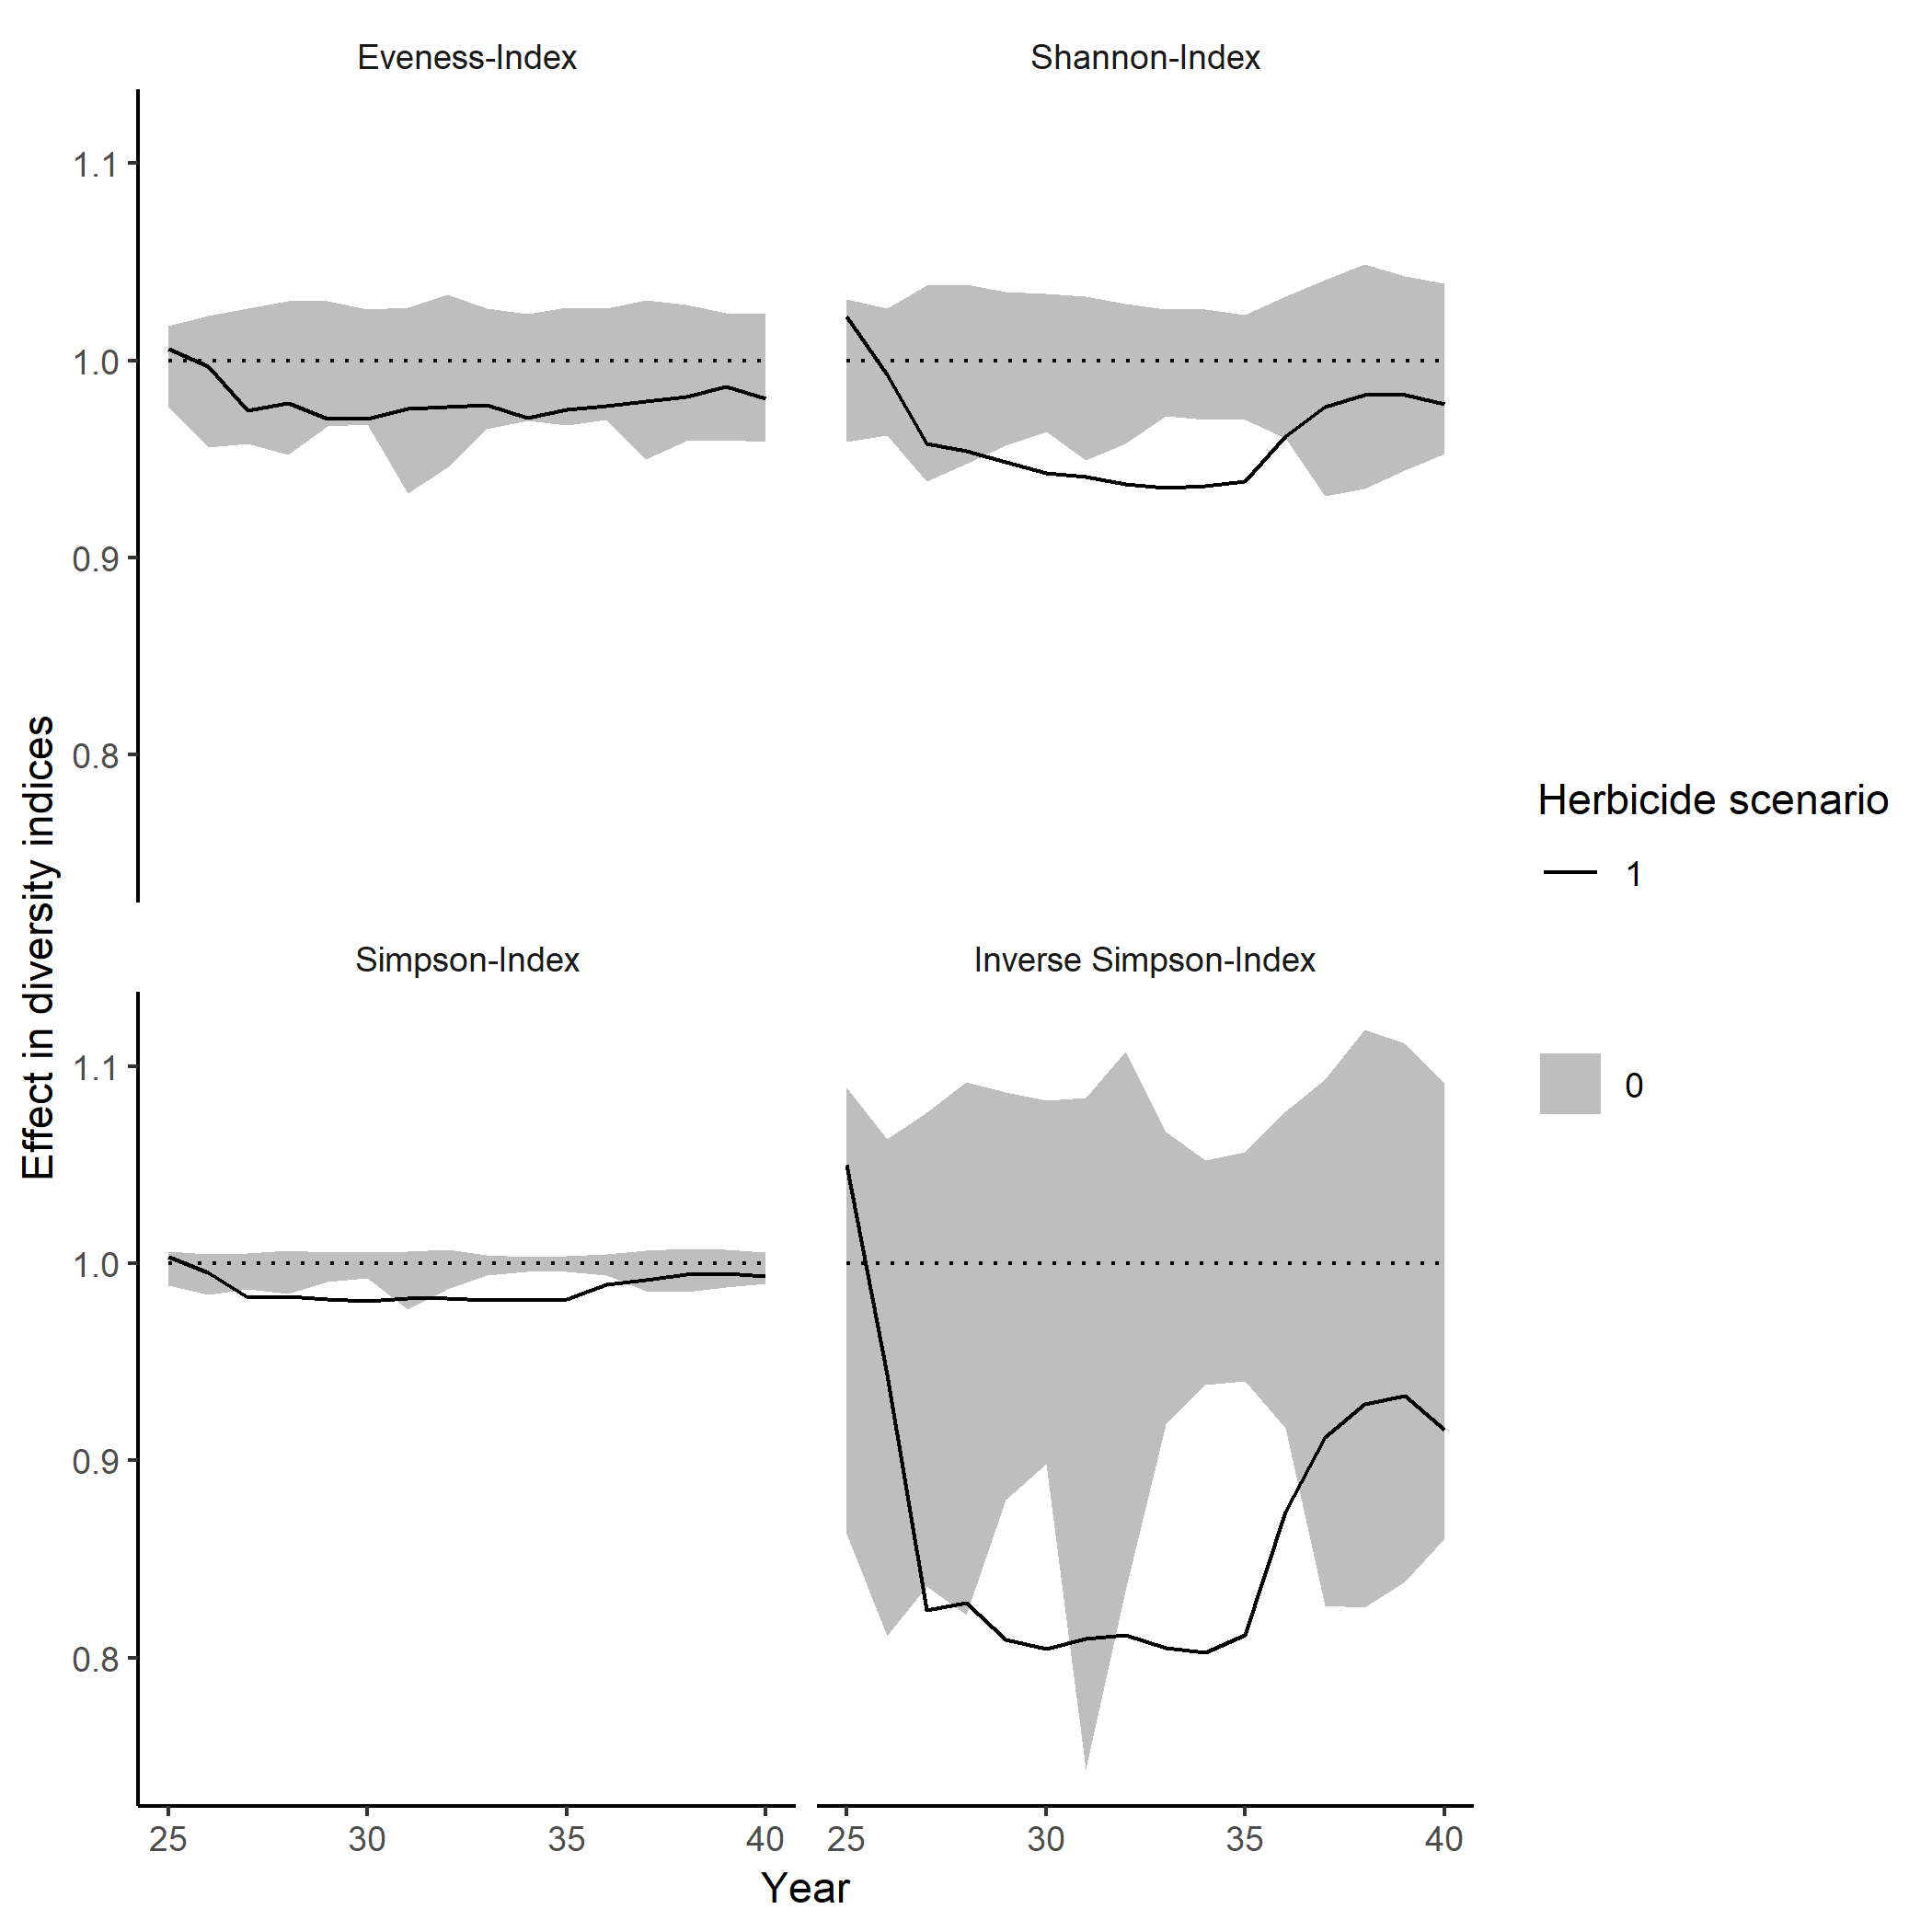 Eveness-Index
Shannon-Index
1.1
1.0
0.9
0.8
Simpson-Index
Inverse Simpson-Index
1.1
1.0
0.9
0.8
25 30 35 40
25 30 35 40
Year
Effect in diversity indices
Herbicide scenario
1
0